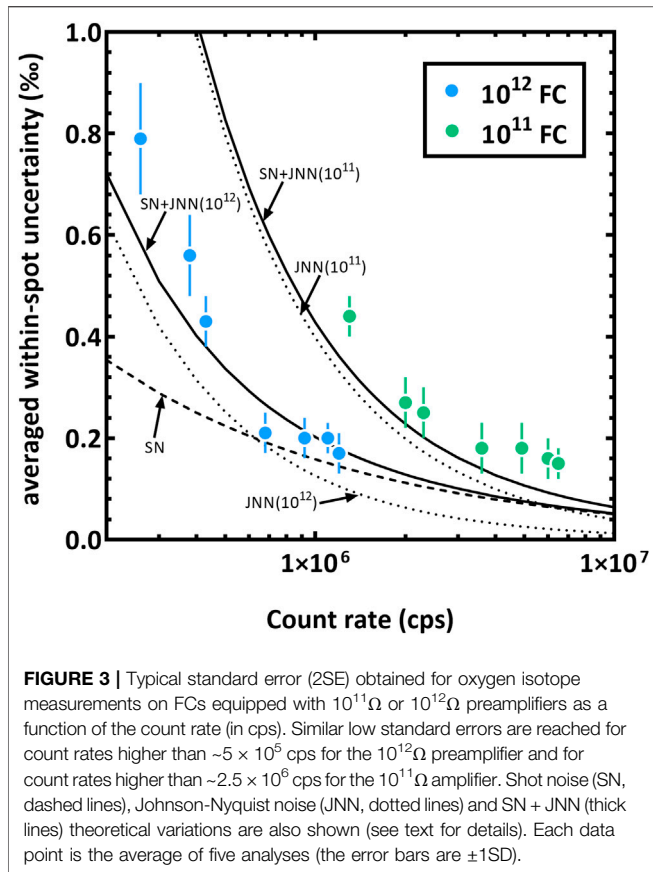 1.0
0.8
0.6
0.4
0.2
0.0
averaged within-spot uncertainty (‰)
10¹² FC
10¹¹ FC
SN+JNN(10¹¹)
SN+JNN(10¹²)
JNN(10¹¹)
SN
JNN(10¹²)
1×10⁶
1×10⁷
Count rate (cps)
FIGURE 3 | Typical standard error (2SE) obtained for oxygen isotope
measurements on FCs equipped with 10¹¹Ω or 10¹²Ω preamplifiers as a
function of the count rate (in cps). Similar low standard errors are reached for
count rates higher than ~5 × 10⁵ cps for the 10¹²Ω preamplifier and for
count rates higher than ~2.5 × 10⁶ cps for the 10¹¹Ω amplifier. Shot noise (SN,
dashed lines), Johnson-Nyquist noise (JNN, dotted lines) and SN + JNN (thick
lines) theoretical variations are also shown (see text for details). Each data
point is the average of five analyses (the error bars are ±1SD).